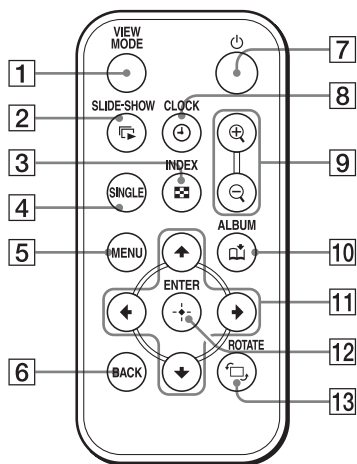 VIEW
MODE
1
7
SLIDE-SHOW
CLOCK
8
2
3
INDEX
9
4
SINGLE
ALBUM
5
MENU
10
ENTER
11
12
6
BACK
ROTATE
13